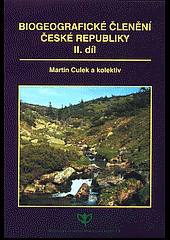 BIOGEOGRAFICKÉ ČLENĚNÍ
ČESKÉ REPUBLIKY
II. díl
Martin Culek a kolektiv